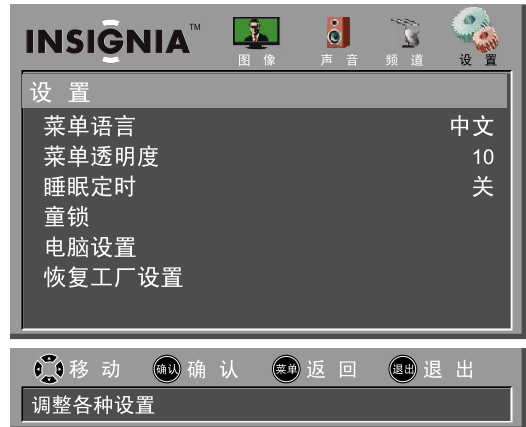 INSIGNIA™
图像 声音 频道 设置
设置
菜单语言 中文
菜单透明度 10
睡眠定时 关
童锁
电脑设置
恢复工厂设置
移动 确认 确认 菜单 返回 退出 退出
调整各种设置